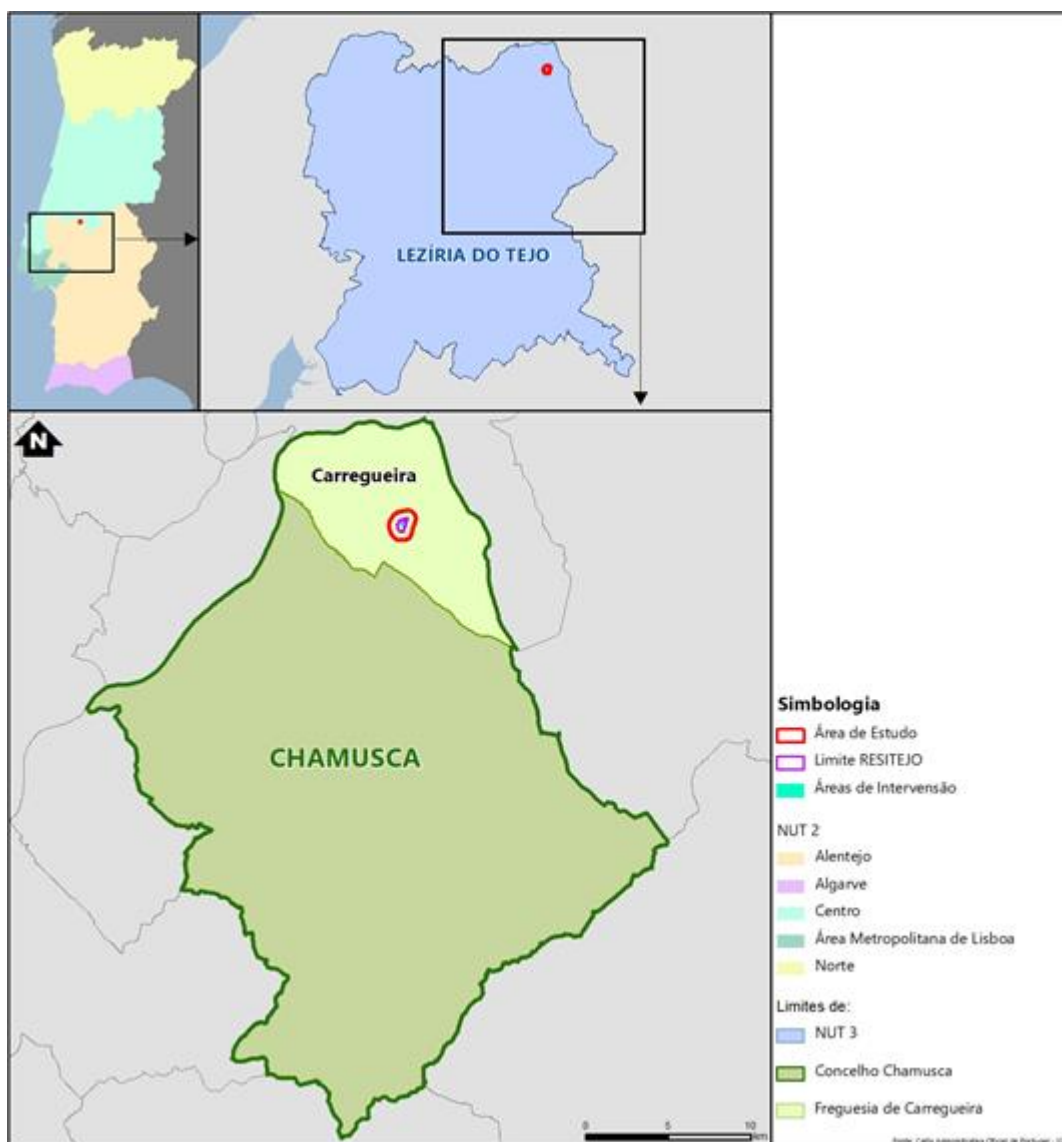 LEZÍRIA DO TEJO
N
Carregueira
CHAMUSCA
0 5 10
km
Simbologia
Área de Estudo
Limite RESITEJO
Áreas de Intervensão
NUT 2
Alentejo
Algarve
Centro
Área Metropolitana de Lisboa
Norte
Limites de:
NUT 3
Concelho Chamusca
Freguesia de Carregueira